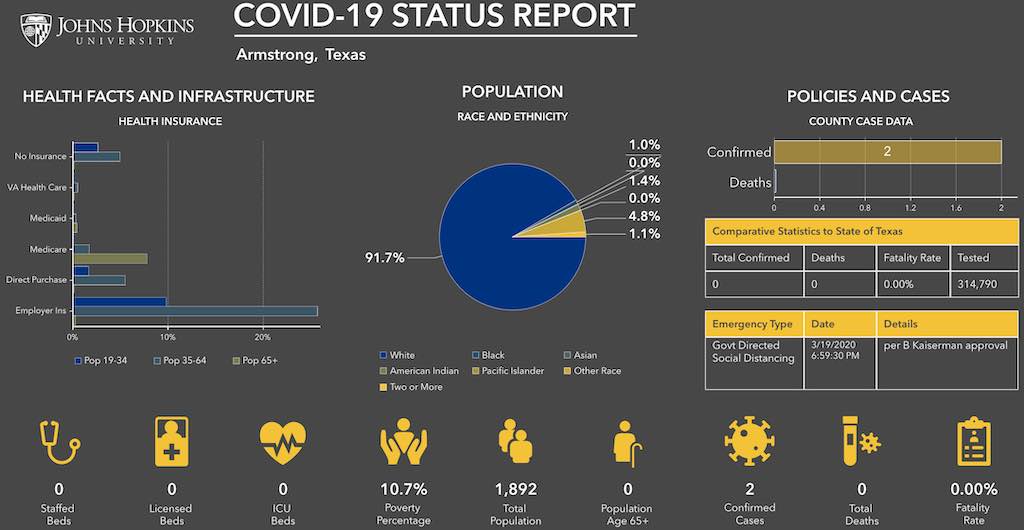 JOHNS HOPKINS
UNIVERSITY
COVID-19 STATUS REPORT
Armstrong, Texas
HEALTH FACTS AND INFRASTRUCTURE
HEALTH INSURANCE
No Insurance
VA Health Care
Medicaid
Medicare
Direct Purchase
Employer Ins
0%
10%
20%
Pop 19-34
Pop 35-64
Pop 65+
POPULATION
RACE AND ETHNICITY
1.0%
0.0%
1.4%
0.0%
4.8%
1.1%
91.7%
White
Black
Asian
American Indian
Pacific Islander
Other Race
Two or More
POLICIES AND CASES
COUNTY CASE DATA
Confirmed
2
Deaths
0
0.4
0.8
1.2
1.6
2
Comparative Statistics to State of Texas
Total Confirmed
Deaths
Fatality Rate
Tested
0
0
0.00%
314,790
Emergency Type
Date
Details
Govt Directed
Social Distancing
3/19/2020
6:59:30 PM
per B Kaiserman approval
0
Staffed
Beds
0
Licensed
Beds
0
ICU
Beds
10.7%
Poverty
Percentage
1,892
Total
Population
0
Population
Age 65+
2
Confirmed
Cases
0
Total
Deaths
0.00%
Fatality
Rate